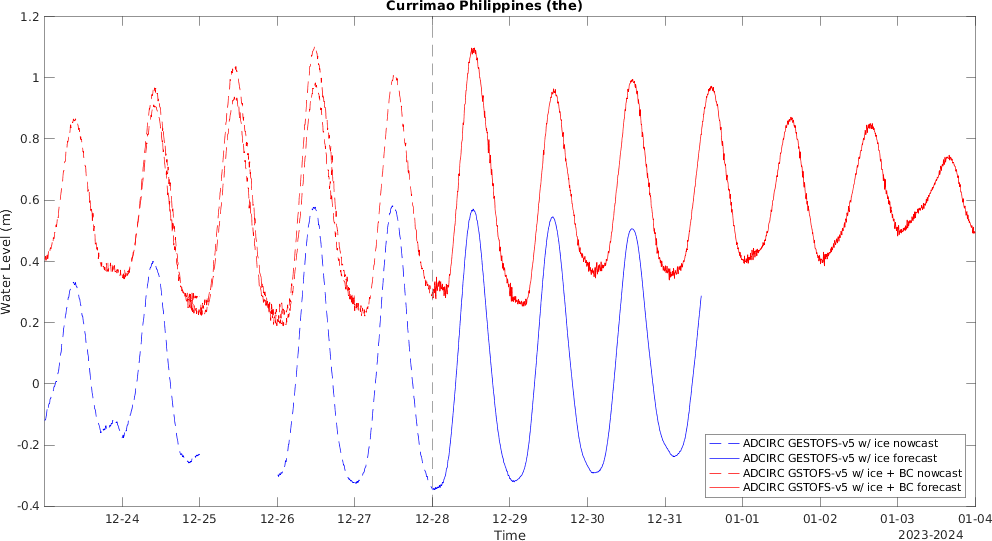 Currimao Philippines (the)
1.2
1
0.8
0.6
0.4
0.2
0
-0.2
-0.4
Water Level (m)
ADCIRC GESTOFS-v5 w/ ice nowcast
ADCIRC GESTOFS-v5 w/ ice forecast
ADCIRC GSTOFS-v5 w/ ice + BC nowcast
ADCIRC GSTOFS-v5 w/ ice + BC forecast
12-24 12-25 12-26 12-27 12-28 12-29 12-30 12-31 01-01 01-02 01-03 01-04
Time
2023-2024